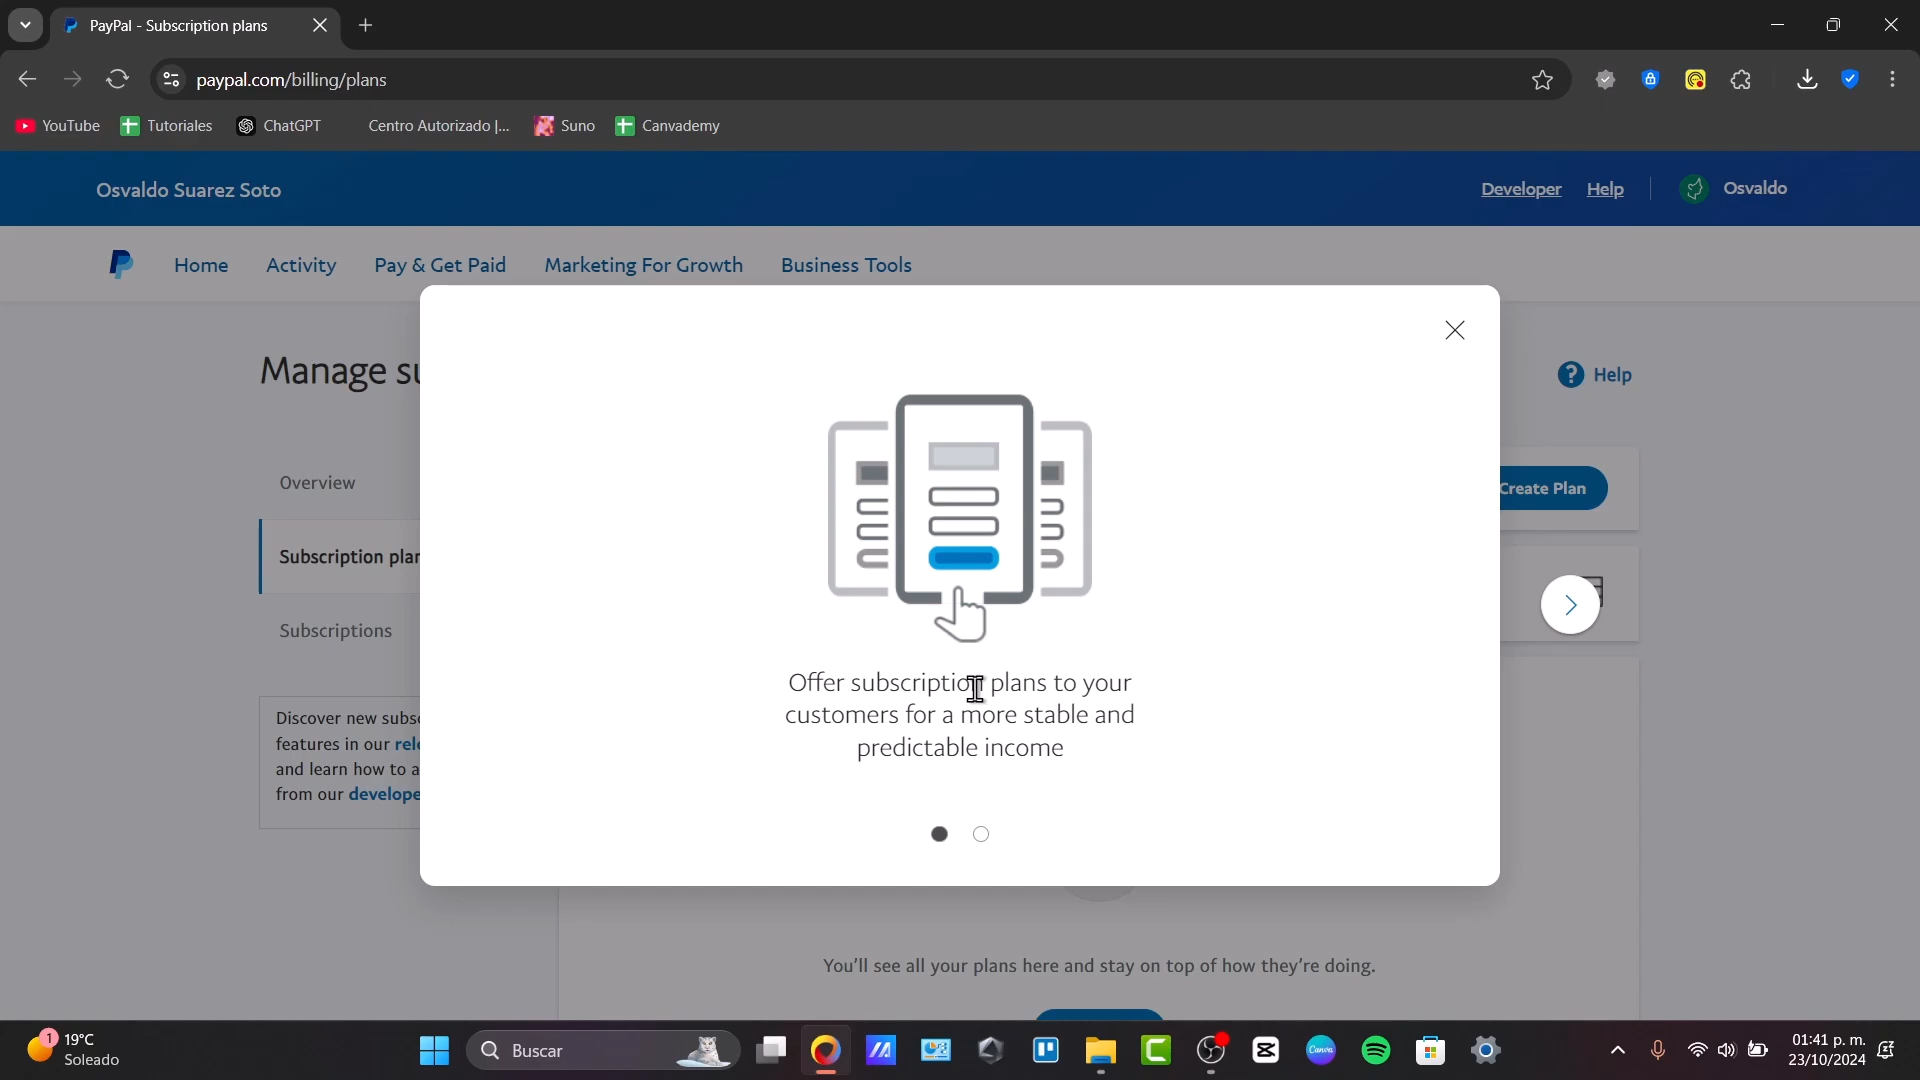 PayPal - Subscription plans
paypal.com/billing/plans
YouTube
Tutoriales
ChatGPT
Centro Autorizado |...
Suno
Canvademy
Osvaldo Suarez Soto
Developer
Help
Osvaldo
Home
Activity
Pay & Get Paid
Marketing For Growth
Business Tools
Manage su
Help
Overview
Create Plan
Subscription plan
Subscriptions
Offer subscription plans to your
customers for a more stable and
predictable income
Discover new subsc
features in our rele
and learn how to a
from our develope
You'll see all your plans here and stay on top of how they're doing.
1
19°C
Soleado
Buscar
Canva
01:41 p. m.
23/10/2024